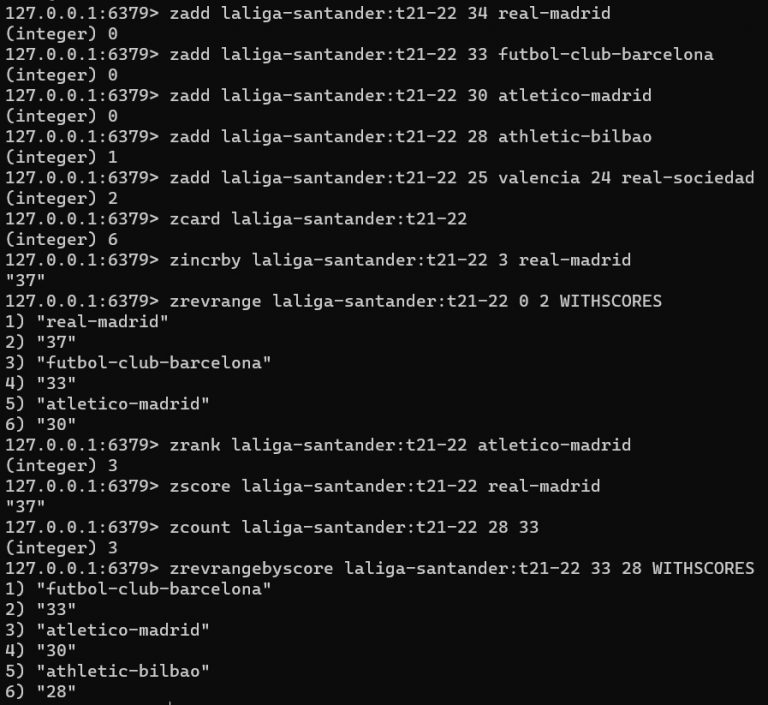 127.0.0.1:6379> zadd laliga-santander:t21-22 34 real-madrid
(integer) 0
127.0.0.1:6379> zadd laliga-santander:t21-22 33 futbol-club-barcelona
(integer) 0
127.0.0.1:6379> zadd laliga-santander:t21-22 30 atletico-madrid
(integer) 0
127.0.0.1:6379> zadd laliga-santander:t21-22 28 athletic-bilbao
(integer) 1
127.0.0.1:6379> zadd laliga-santander:t21-22 25 valencia 24 real-sociedad
(integer) 2
127.0.0.1:6379> zcard laliga-santander:t21-22
(integer) 6
127.0.0.1:6379> zincrby laliga-santander:t21-22 3 real-madrid
"37"
127.0.0.1:6379> zrevrange laliga-santander:t21-22 0 2 WITHSCORES
1) "real-madrid"
2) "37"
3) "futbol-club-barcelona"
4) "33"
5) "atletico-madrid"
6) "30"
127.0.0.1:6379> zrank laliga-santander:t21-22 atletico-madrid
(integer) 3
127.0.0.1:6379> zscore laliga-santander:t21-22 real-madrid
"37"
127.0.0.1:6379> zcount laliga-santander:t21-22 28 33
(integer) 3
127.0.0.1:6379> zrevrangebyscore laliga-santander:t21-22 33 28 WITHSCORES
1) "futbol-club-barcelona"
2) "33"
3) "atletico-madrid"
4) "30"
5) "athletic-bilbao"
6) "28"